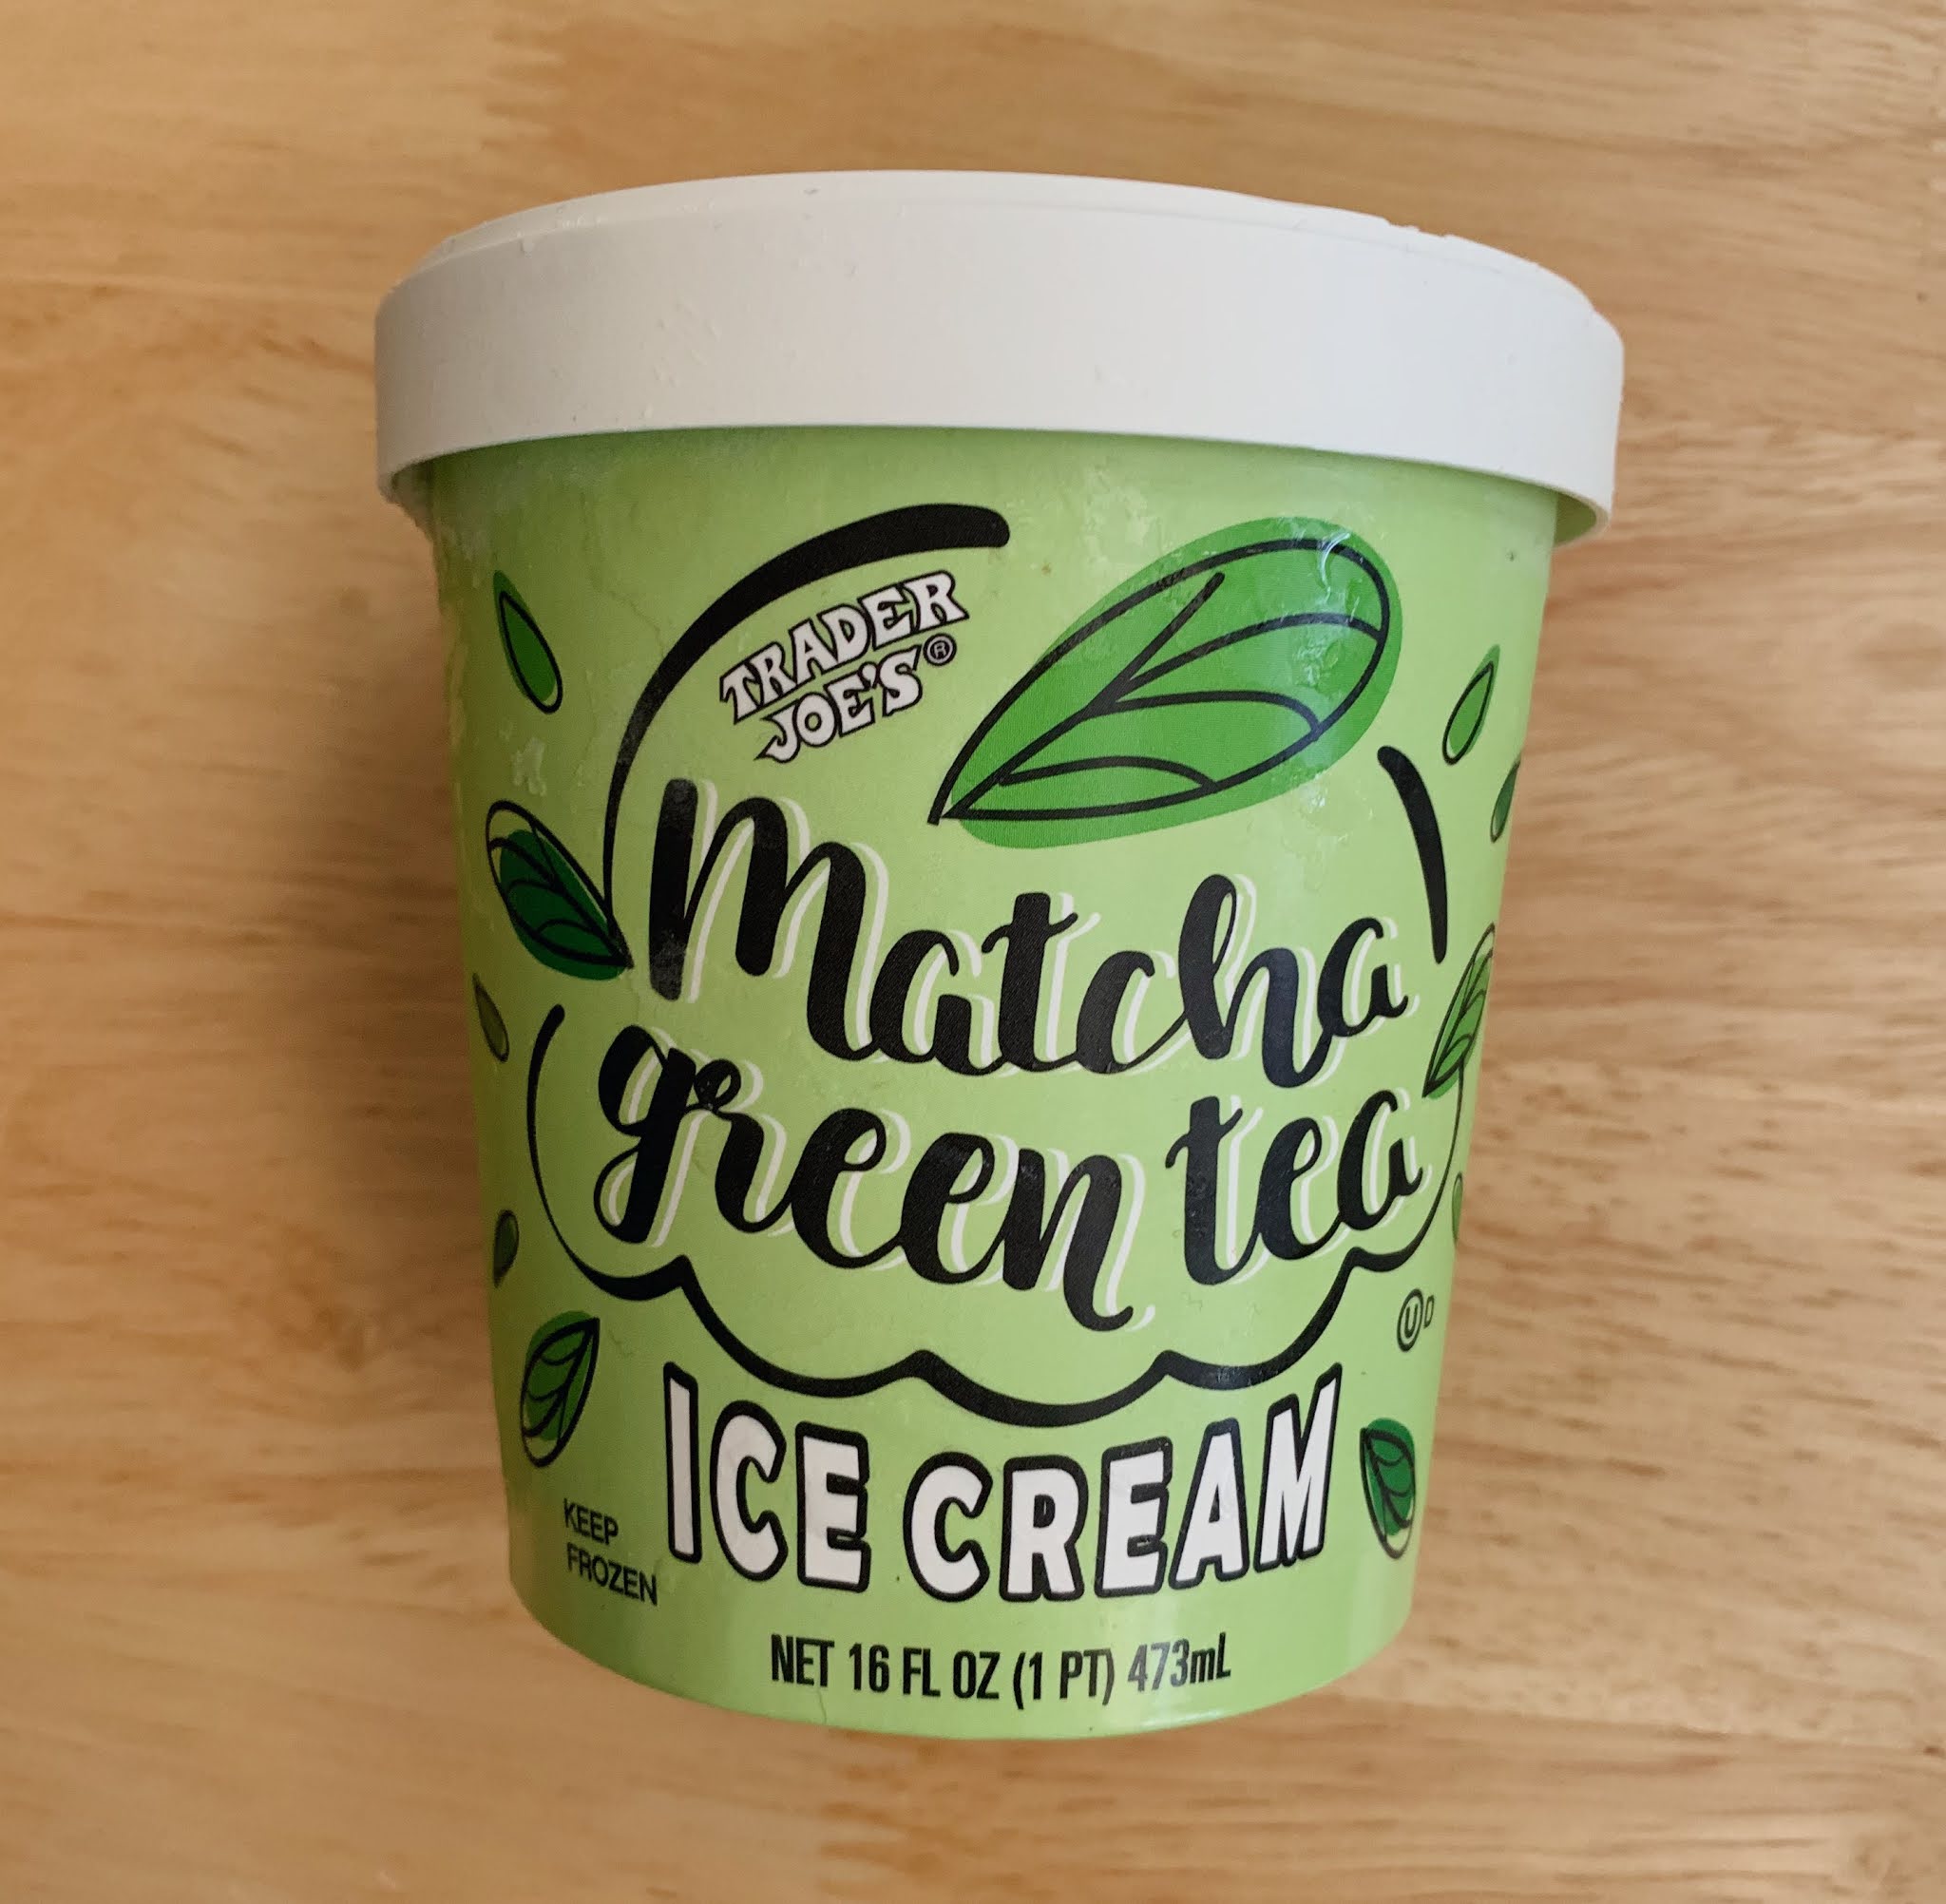 TRADER
JOE'S®
Matcha
green tea
ICE CREAM
KEEP
FROZEN
NET 16 FL OZ (1 PT) 473mL